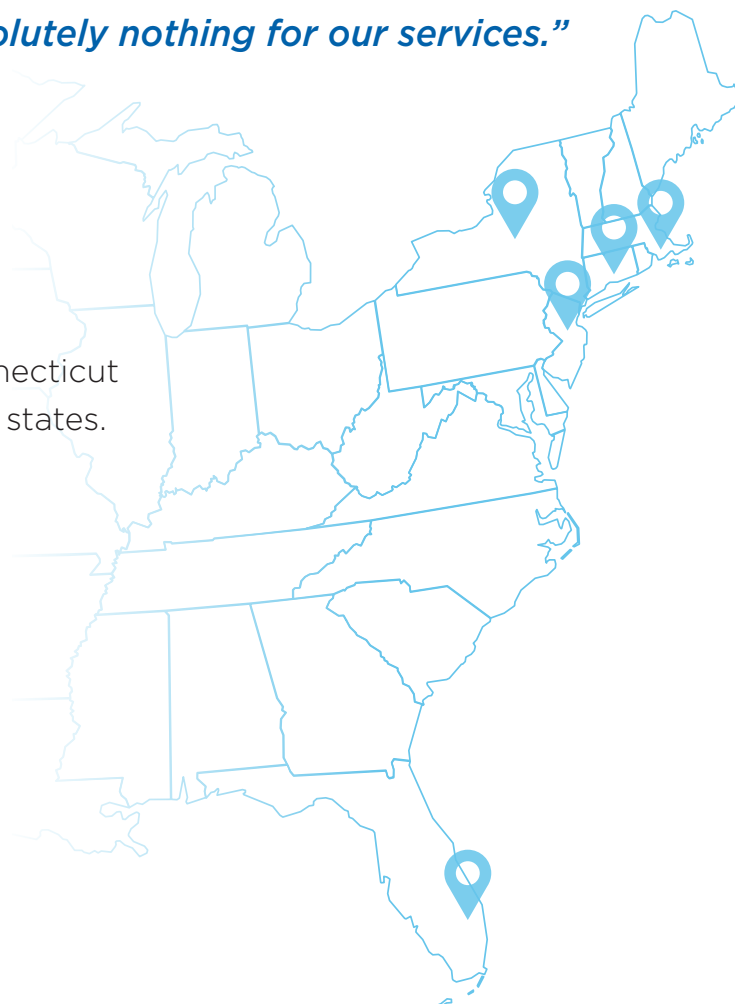 olutely nothing for our services.”
necticut
states.